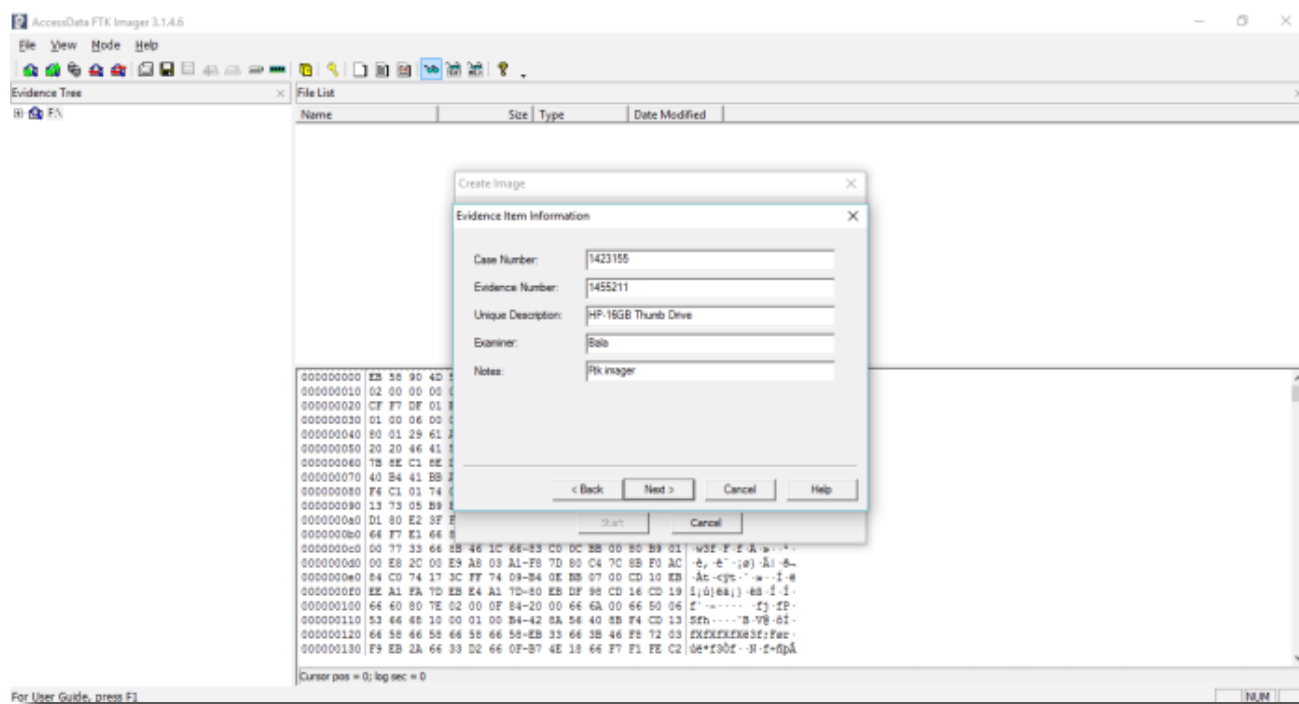 AccessData FTK Imager 3.1.4.6
File View Mode Help
Evidence Tree
File List
F:\
Name Size Type Date Modified
Create Image
Evidence Item Information
Case Number: 1423155
Evidence Number: 1455211
Unique Description: HP-16GB Thumb Drive
Examiner: Bala
Notes: Ftk imager
< Back Next > Cancel Help
Start Cancel
000000000 EB 58 90 4D
000000010 02 00 00 00
000000020 CF F7 DF 01
000000030 01 00 06 00
000000040 80 01 29 61
000000050 20 20 46 41
000000060 7B 8E C1 8E
000000070 40 B4 41 BB
000000080 F6 C1 01 74
000000090 13 73 05 B9
0000000a0 D1 80 E2 3F
0000000b0 66 F7 E1 66
0000000c0 00 77 33 66 8B 46 1C 66-83 C0 0C BB 00 80 B9 01
0000000d0 00 E8 2C 00 E9 A8 03 A1-F8 7D 80 C4 7C 8B F0 AC
0000000e0 84 C0 74 17 3C FF 74 09-B4 0E BB 07 00 CD 10 EB
0000000f0 EE A1 FA 7D EB E4 A1 7D-80 EB DF 98 CD 16 CD 19
000000100 66 60 80 7E 02 00 0F 84-20 00 66 6A 00 66 50 06
000000110 53 66 68 10 00 01 00 B4-42 8A 56 40 8B F4 CD 13
000000120 66 58 66 58 66 58 66 58-EB 33 66 3B 46 F8 72 03
000000130 F9 EB 2A 66 33 D2 66 0F-B7 4E 18 66 F7 F1 FE C2
Cursor pos = 0; log sec = 0
For User Guide, press F1
NUM